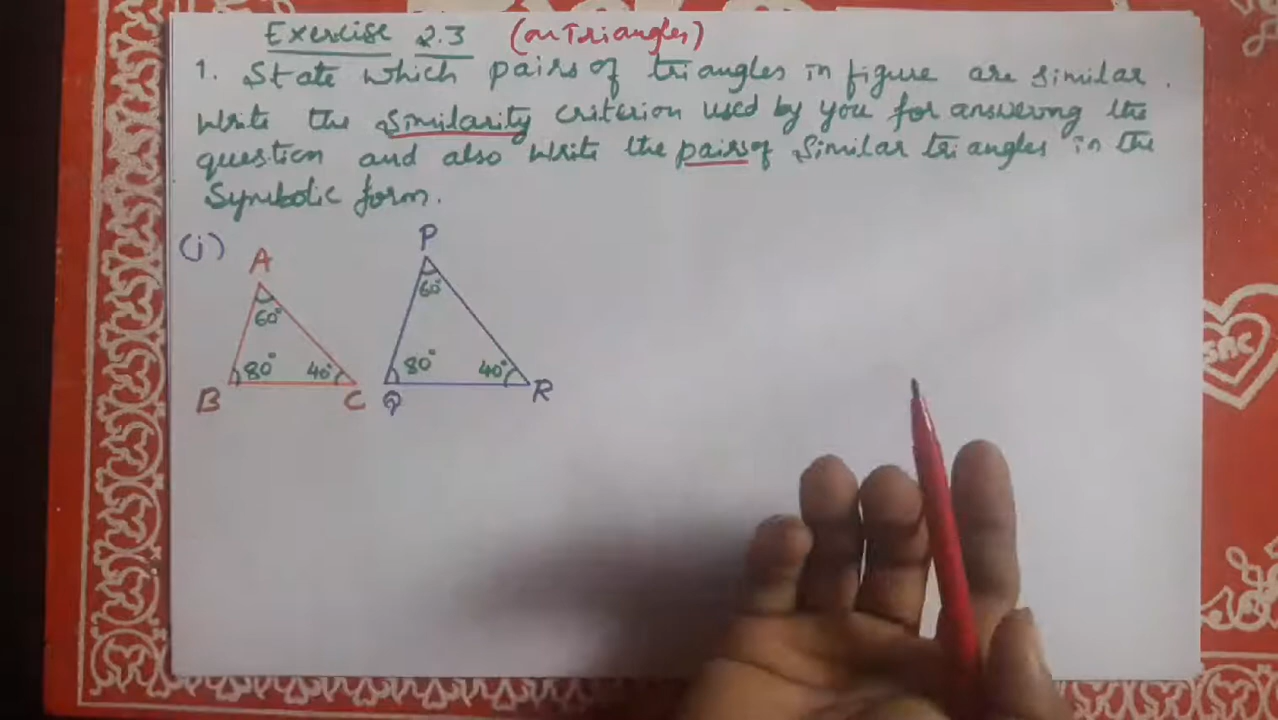 Exercise 2.3 (on Triangles)
1. State which pairs of triangles in figure are similar.
Write the similarity criterion used by you for answering the
question and also write the pairs of similar triangles in the
Symbolic form.
(i)
A
P
60°
60°
80° 40°
80° 40°
B C Q R